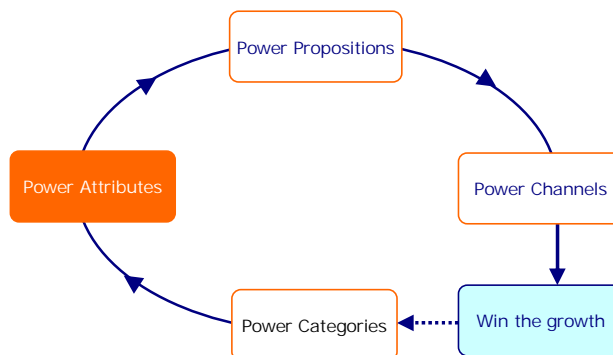 Power Propositions
Power Attributes
Power Channels
Power Categories
Win the growth